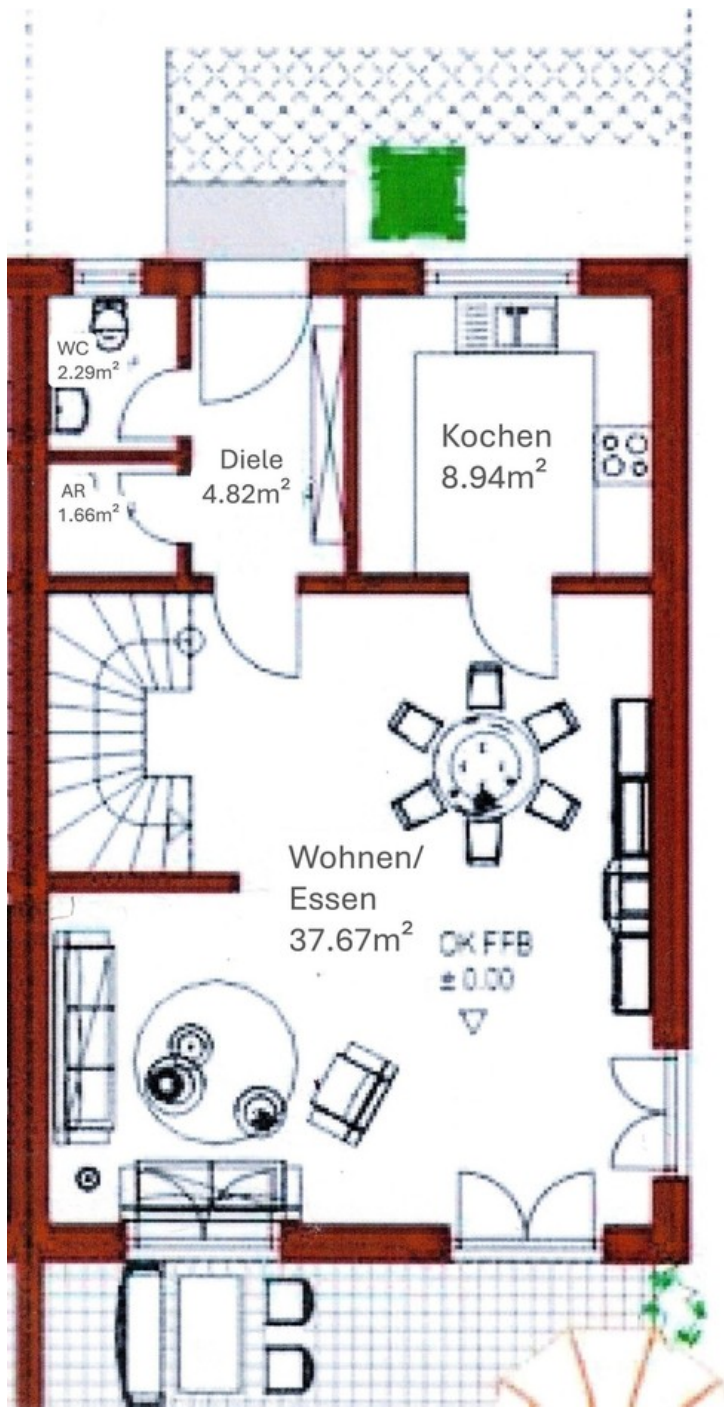 WC
2.29m²
Kochen
8.94m²
Diele
4.82m²
AR
1.66m²
Wohnen/
Essen
37.67m²
OK FFB
± 0.00